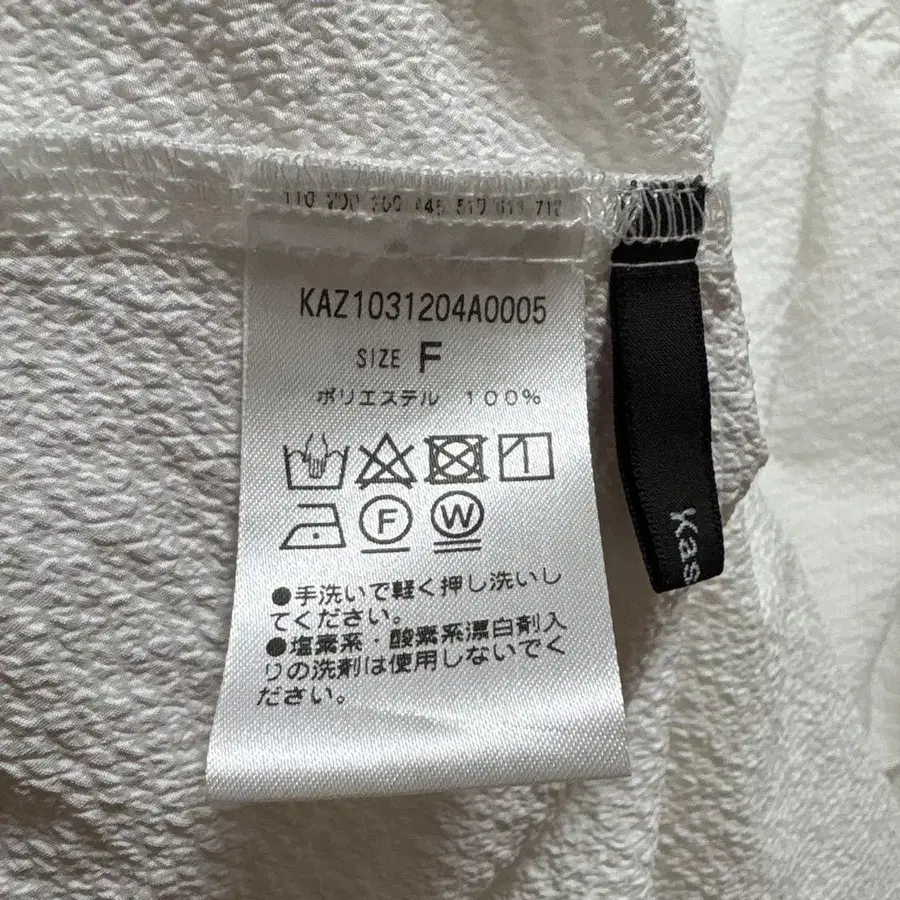 KAZ1031204A0005
SIZE F
ポリエステル 100%
F W
●手洗いで軽く押し洗いし
てください。
●塩素系・酸素系漂白剤入
りの洗剤は使用しないでく
ださい。
Kas